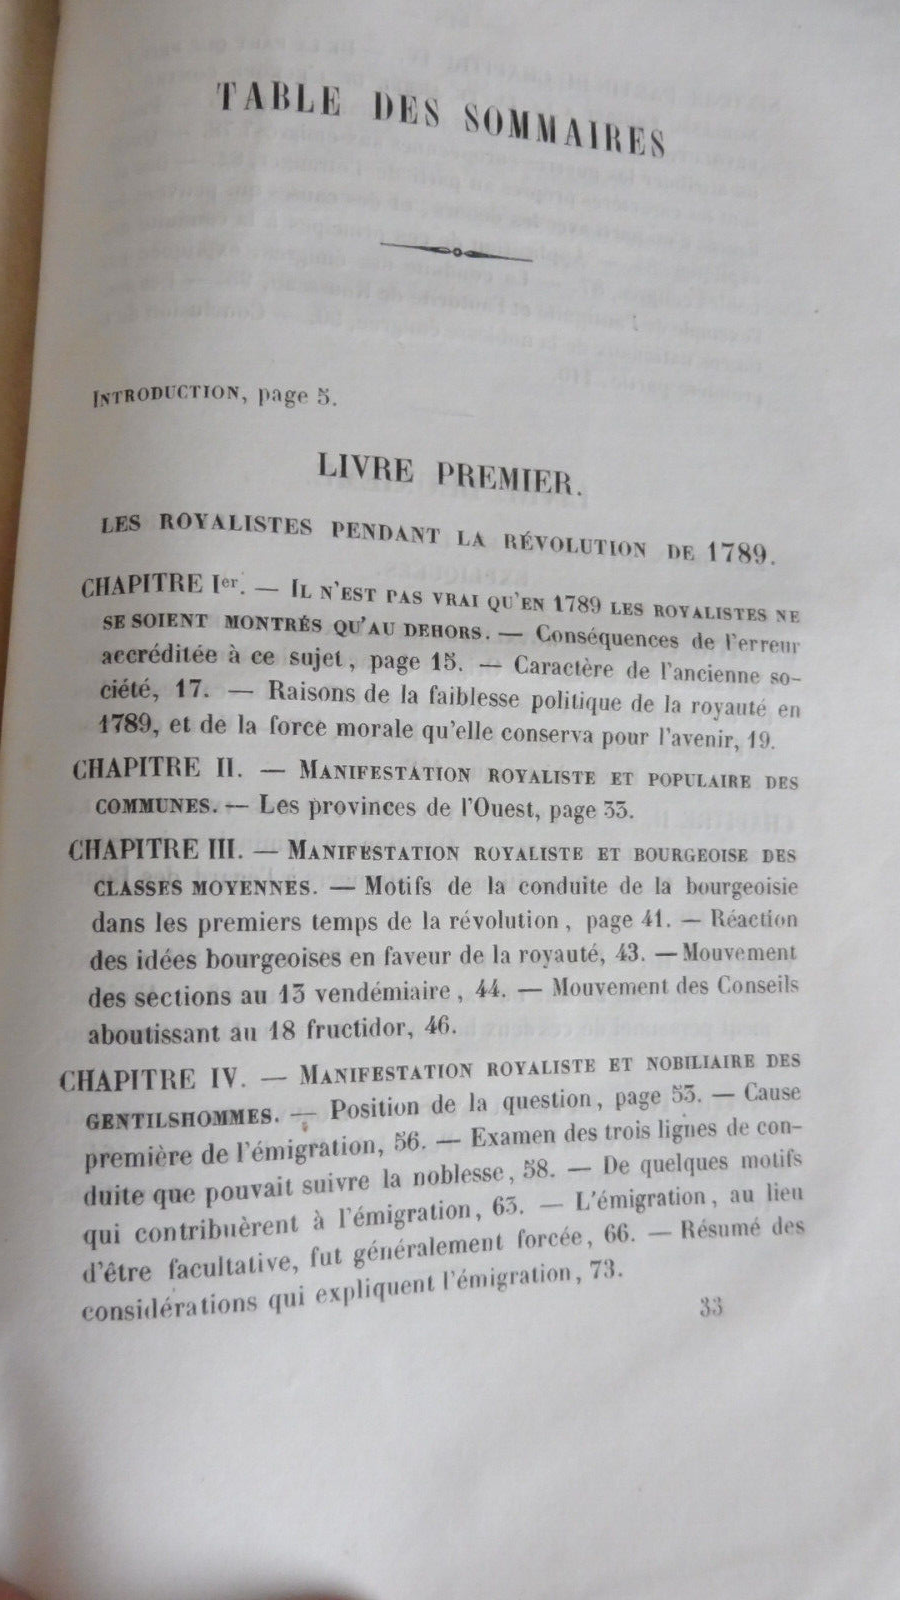 TABLE DES SOMMAIRES
INTRODUCTION, page 5.
LIVRE PREMIER.
LES ROYALISTES PENDANT LA RÉVOLUTION DE 1789.
CHAPITRE Ier. — IL N'EST PAS VRAI QU'EN 1789 LES ROYALISTES NE
SE SOIENT MONTRÉS QU'AU DEHORS. — Conséquences de l'erreur
accréditée à ce sujet, page 15. — Caractère de l'ancienne so-
ciété, 17. — Raisons de la faiblesse politique de la royauté en
1789, et de la force morale qu'elle conserva pour l'avenir, 19.
CHAPITRE II. — MANIFESTATION ROYALISTE ET POPULAIRE DES
COMMUNES. — Les provinces de l'Ouest, page 33.
CHAPITRE III. — MANIFESTATION ROYALISTE ET BOURGEOISE DES
CLASSES MOYENNES. — Motifs de la conduite de la bourgeoisie
dans les premiers temps de la révolution, page 41. — Réaction
des idées bourgeoises en faveur de la royauté, 43. — Mouvement
des sections au 13 vendémiaire, 44. — Mouvement des Conseils
aboutissant au 18 fructidor, 46.
CHAPITRE IV. — MANIFESTATION ROYALISTE ET NOBILIAIRE DES
GENTILSHOMMES. — Position de la question, page 53. — Cause
première de l'émigration, 56. — Examen des trois lignes de con-
duite que pouvait suivre la noblesse, 58. — De quelques motifs
qui contribuèrent à l'émigration, 63. — L'émigration, au lieu
d'être facultative, fut généralement forcée, 66. — Résumé des
considérations qui expliquent l'émigration, 73.
33